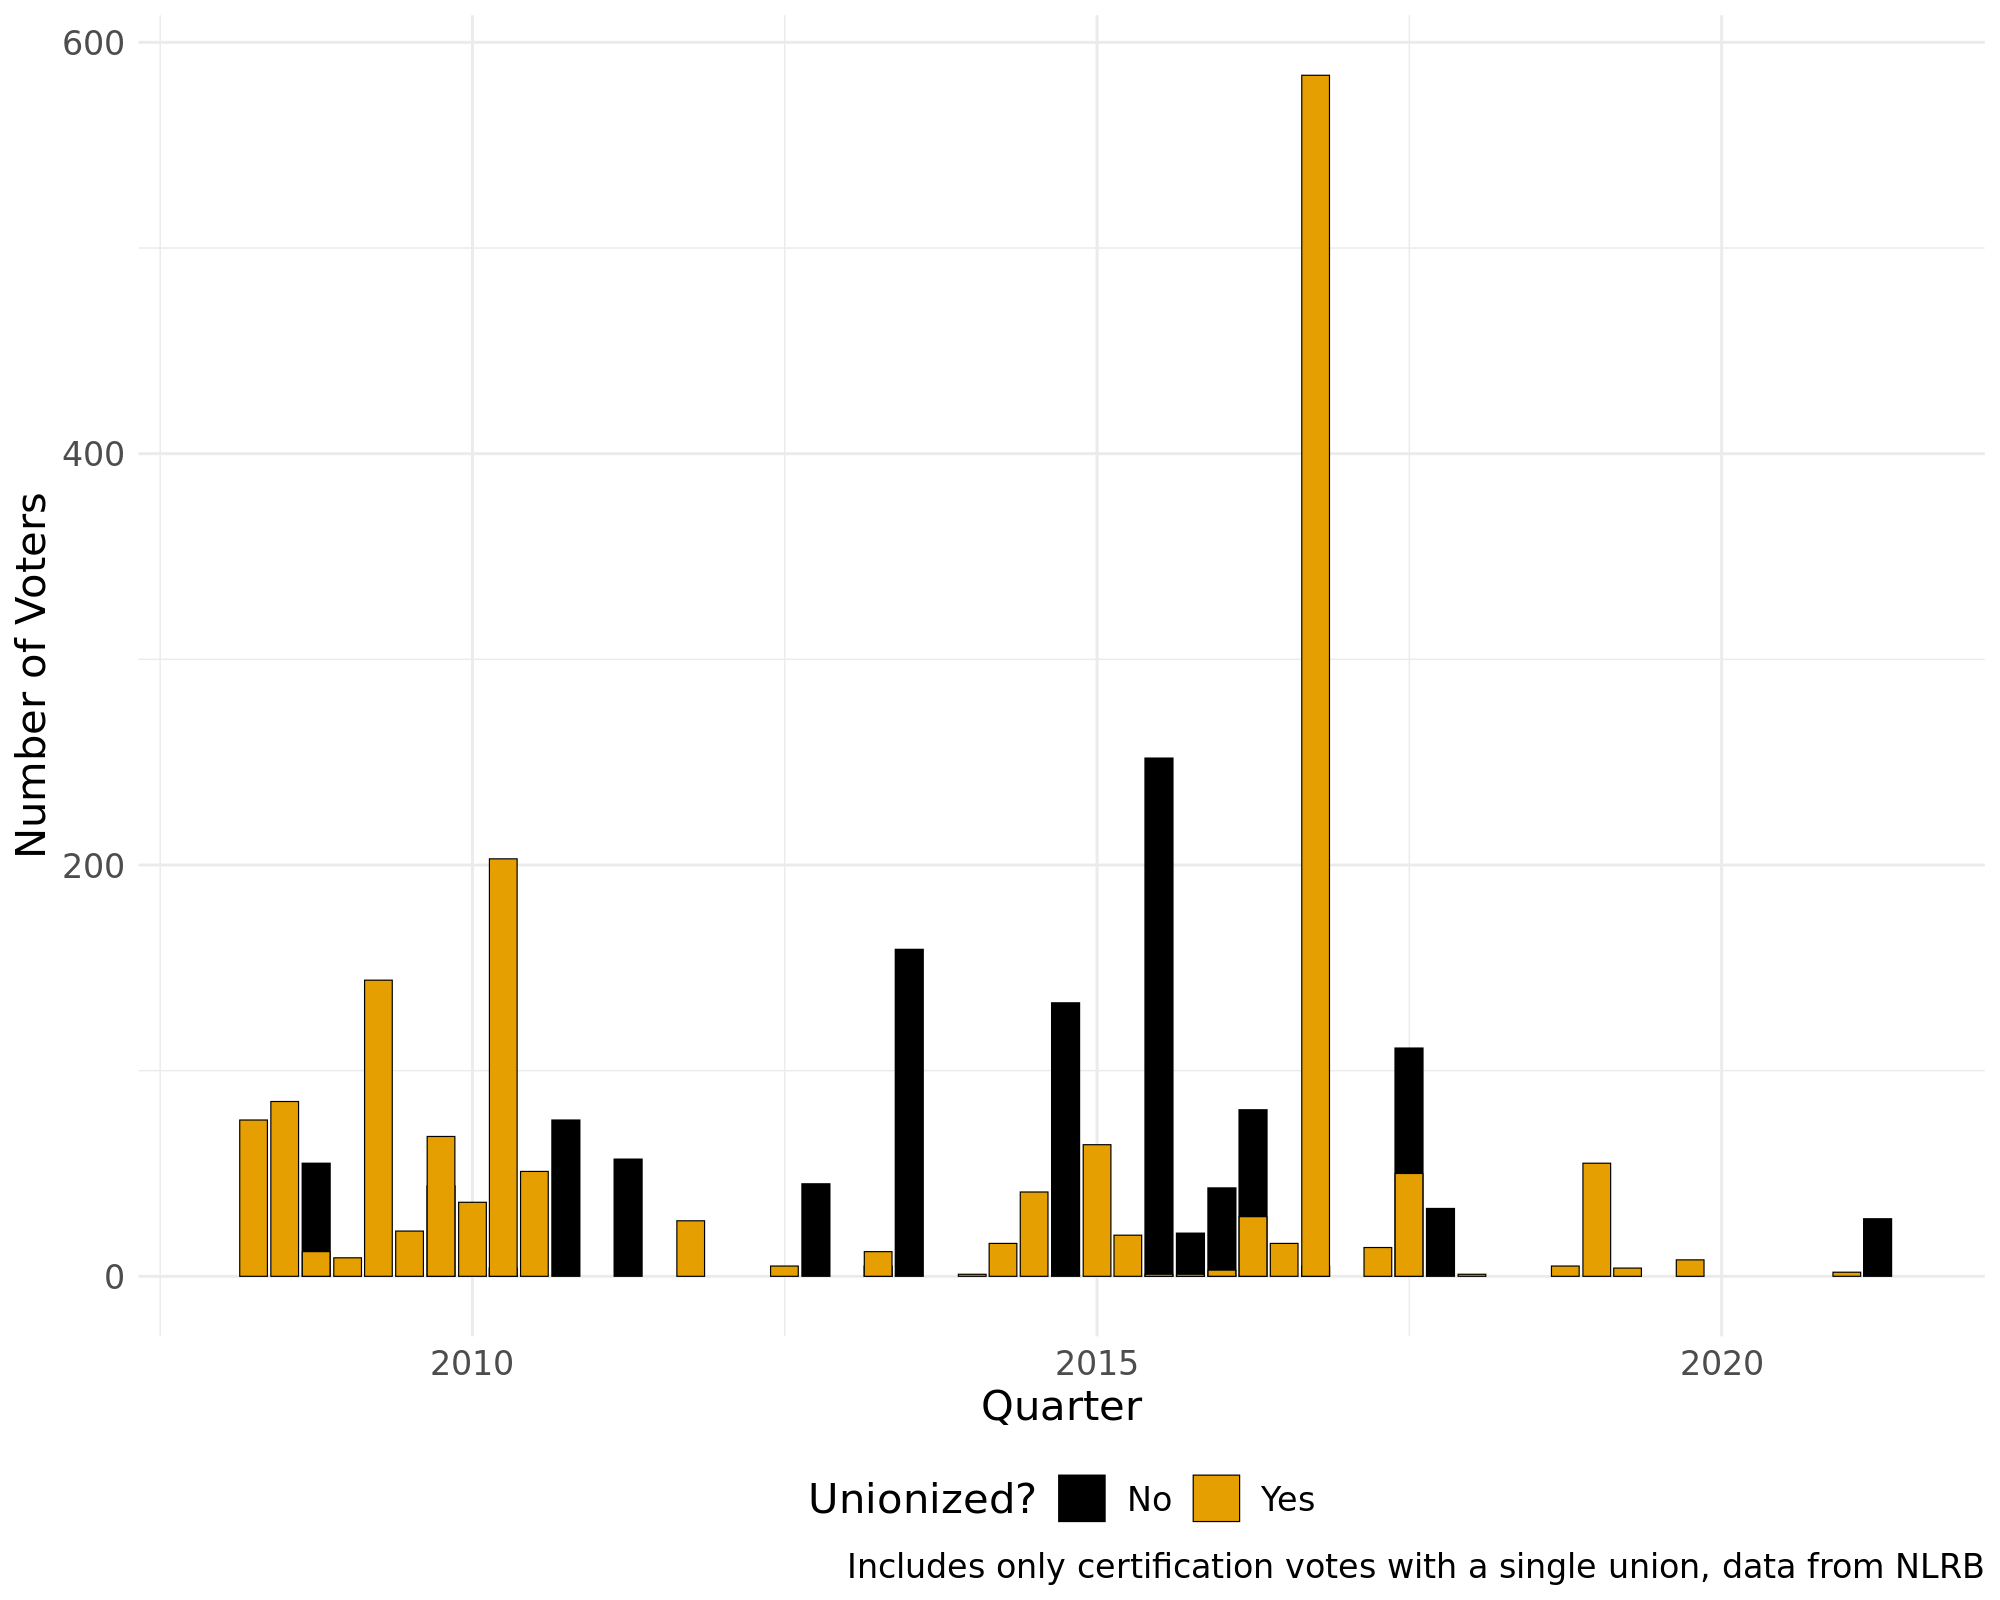 600
400
200
0
Number of Voters
2010 2015 2020
Quarter
Unionized? No Yes
Includes only certification votes with a single union, data from NLRB